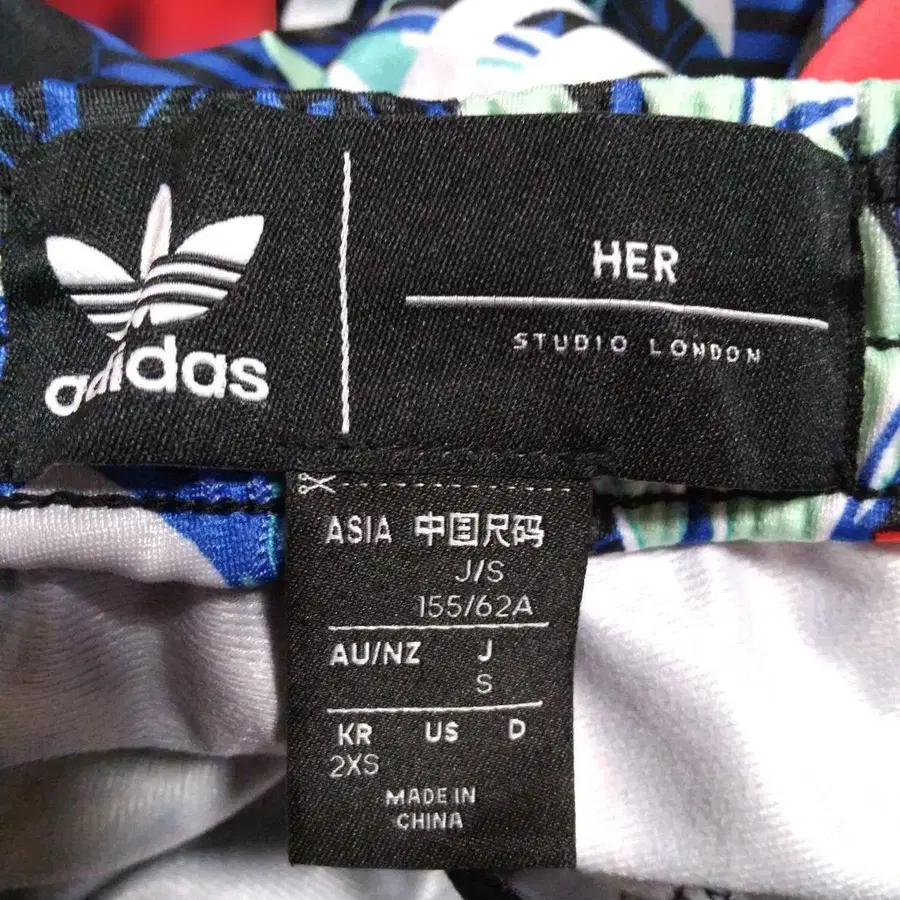 adidas
HER
STUDIO LONDON
ASIA 中国尺码
J/S
155/62A
AU/NZ J
S
KR US D
2XS
MADE IN
CHINA